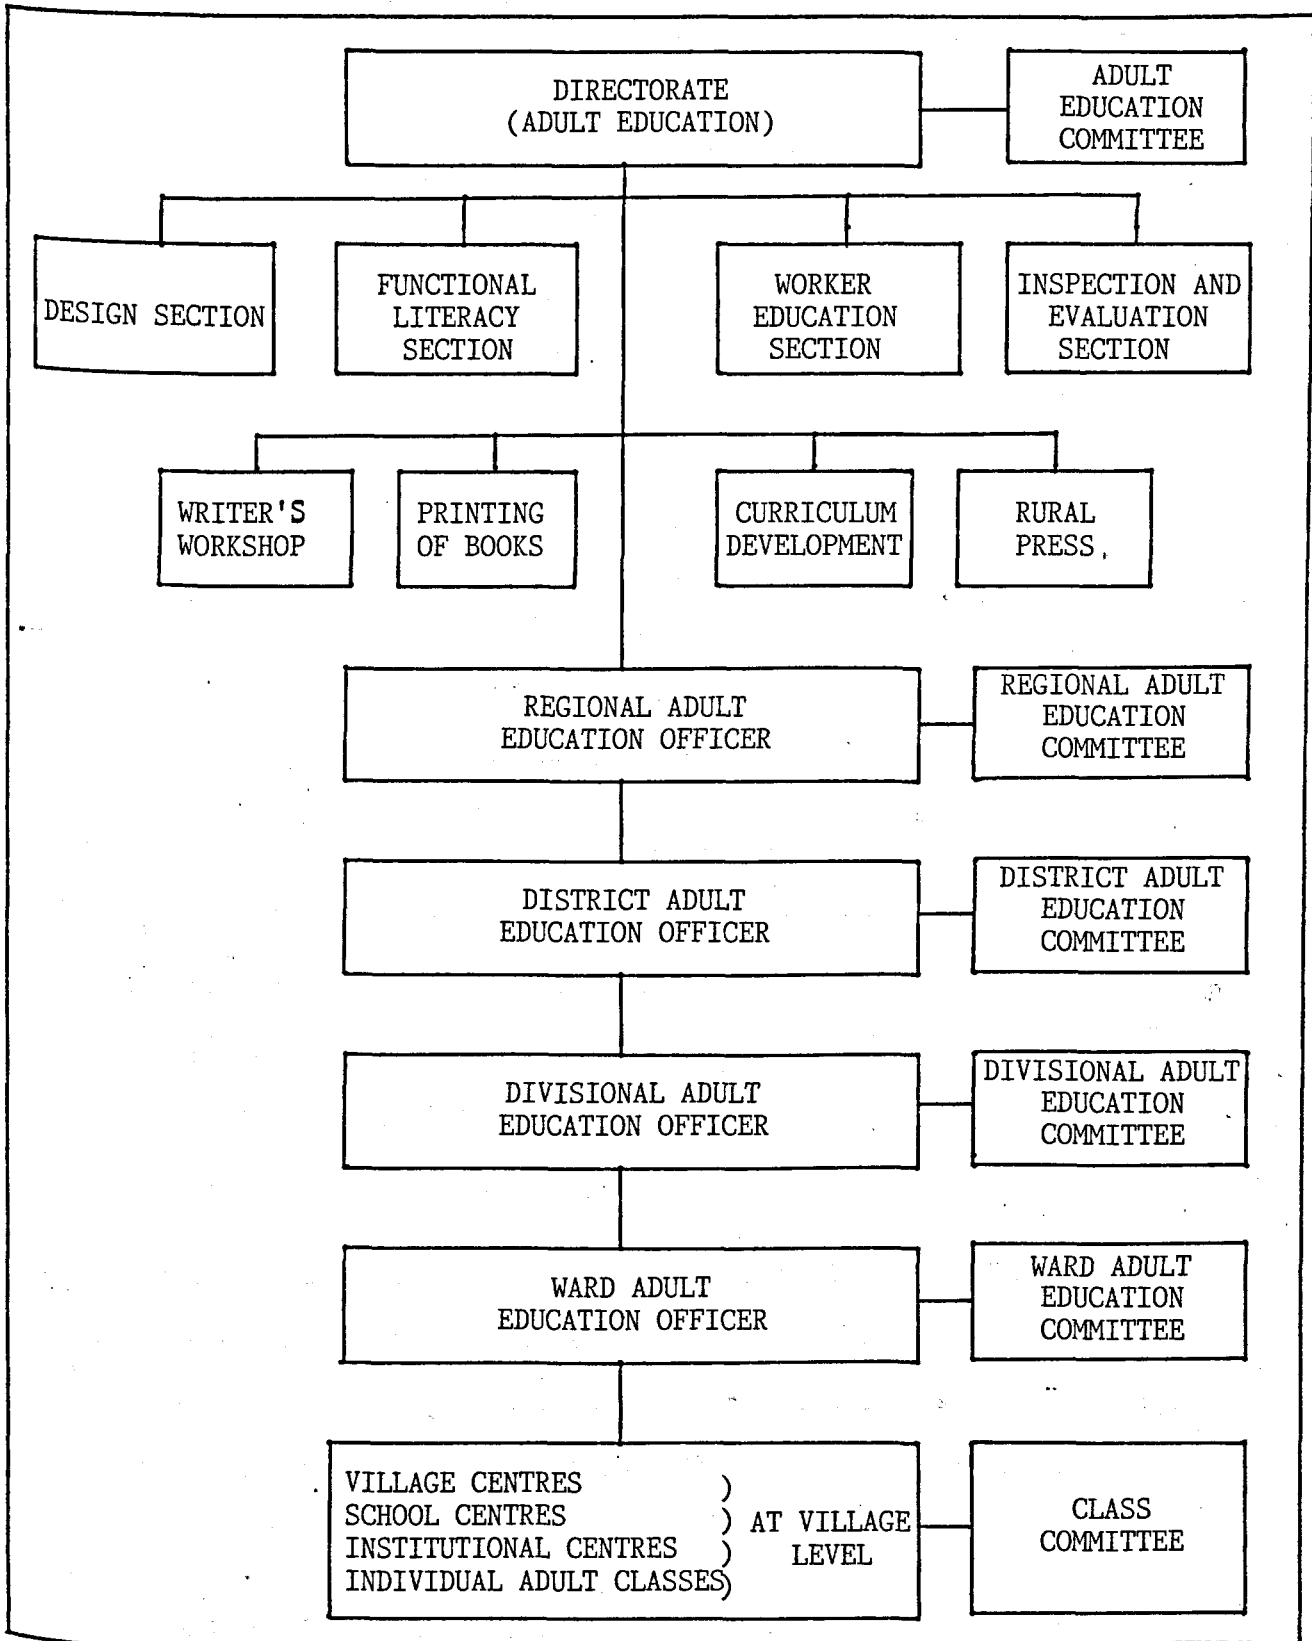 DIRECTORATE
(ADULT EDUCATION)
ADULT
EDUCATION
COMMITTEE
DESIGN SECTION
FUNCTIONAL
LITERACY
SECTION
WORKER
EDUCATION
SECTION
INSPECTION AND
EVALUATION
SECTION
WRITER'S
WORKSHOP
PRINTING
OF BOOKS
CURRICULUM
DEVELOPMENT
RURAL
PRESS
REGIONAL ADULT
EDUCATION OFFICER
REGIONAL ADULT
EDUCATION
COMMITTEE
DISTRICT ADULT
EDUCATION OFFICER
DISTRICT ADULT
EDUCATION
COMMITTEE
DIVISIONAL ADULT
EDUCATION OFFICER
DIVISIONAL ADULT
EDUCATION
COMMITTEE
WARD ADULT
EDUCATION OFFICER
WARD ADULT
EDUCATION
COMMITTEE
VILLAGE CENTRES )
SCHOOL CENTRES )
INSTITUTIONAL CENTRES )
INDIVIDUAL ADULT CLASSES)
AT VILLAGE
LEVEL
CLASS
COMMITTEE